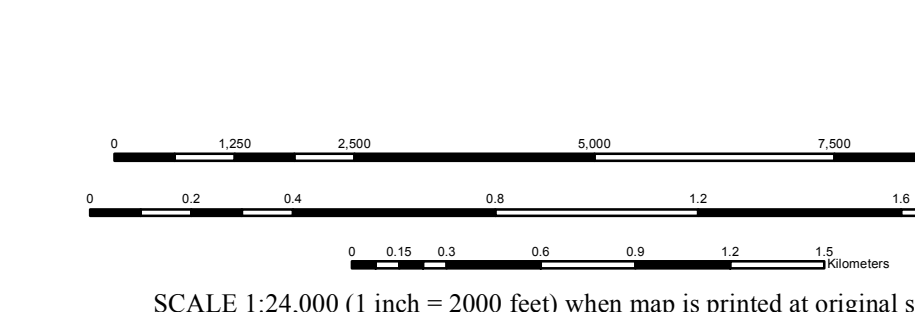 0 1,250 2,500 5,000 7,500
0 0.2 0.4 0.8 1.2 1.6
0 0.15 0.3 0.6 0.9 1.2 1.5
Kilometers
SCALE 1:24,000 (1 inch = 2000 feet) when map is printed at original s